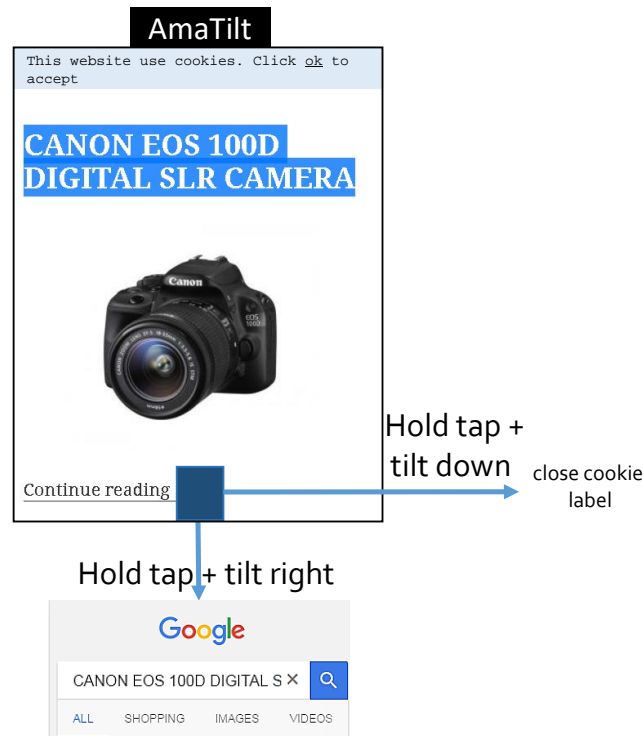 AmaTilt
This website use cookies. Click ok to
accept
CANON EOS 100D
DIGITAL SLR CAMERA
Canon
EOS
100D
Hold tap +
tilt down
close cookie
label
Continue reading
Hold tap + tilt right
Google
CANON EOS 100D DIGITAL S ×
ALL SHOPPING IMAGES VIDEOS